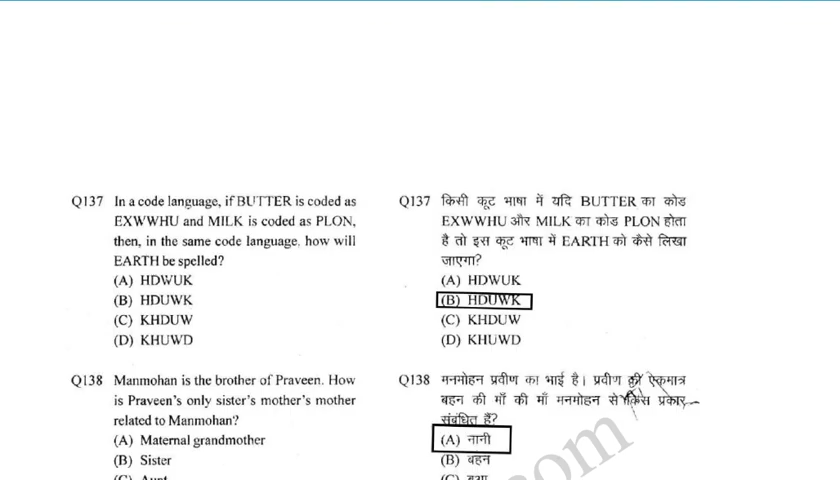 Q137 In a code language, if BUTTER is coded as
EXWWHU and MILK is coded as PLON,
then, in the same code language, how will
EARTH be spelled?
(A) HDWUK
(B) HDUWK
(C) KHDUW
(D) KHUWD
Q138 Manmohan is the brother of Praveen. How
is Praveen's only sister's mother's mother
related to Manmohan?
(A) Maternal grandmother
(B) Sister
(C) Aunt
Q137 किसी कूट भाषा में यदि BUTTER का कोड
EXWWHU और MILK का कोड PLON होता
है तो इस कूट भाषा में EARTH को कैसे लिखा
जाएगा?
(A) HDWUK
(B) HDUWK
(C) KHDUW
(D) KHUWD
Q138 मनमोहन प्रवीण का भाई है। प्रवीण की ऐकमात्र
बहन की माँ की माँ मनमोहन से किस प्रकार
संबंधित हैं?
(A) नानी
(B) बहन
(C) बुआ
com